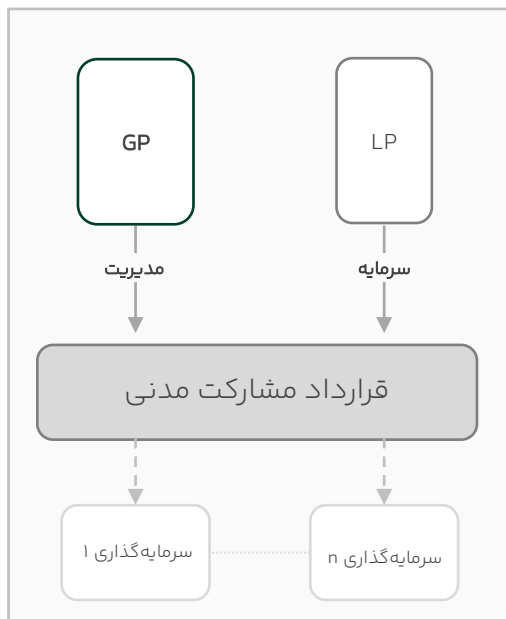 GP
LP
مدیریت
سرمایه
قرارداد مشارکت مدنی
سرمایه‌گذاری ۱
سرمایه‌گذاری n